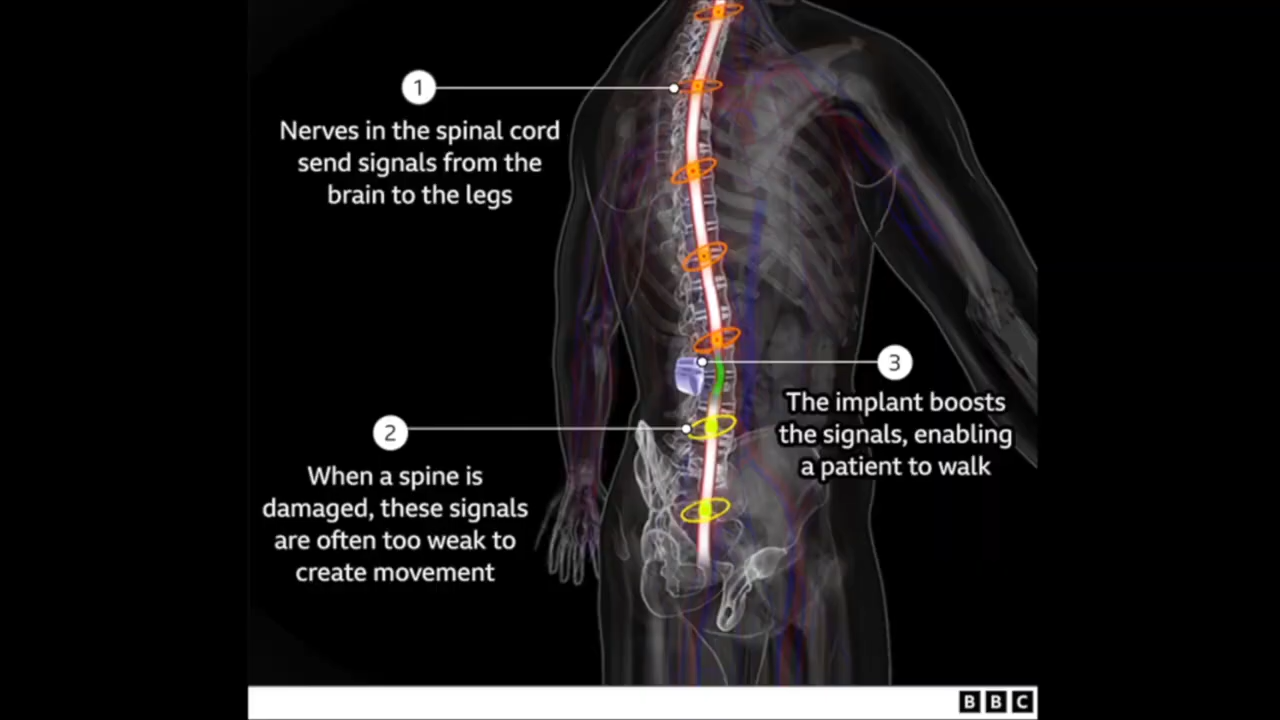 1
Nerves in the spinal cord
send signals from the
brain to the legs
2
When a spine is
damaged, these signals
are often too weak to
create movement
3
The implant boosts
the signals, enabling
a patient to walk
BBC